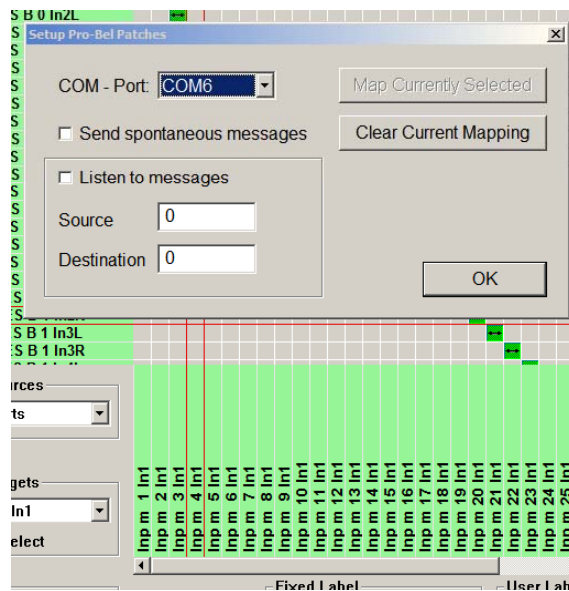 S B 0 In2L
Setup Pro-Bel Patches
COM - Port: COM6
Map Currently Selected
Send spontaneous messages
Clear Current Mapping
Listen to messages
Source 0
Destination 0
OK
S B 1 In3L
S B 1 In3R
rces
ts
gets
In1
elect
Inp m 1 In1
Inp m 2 In1
Inp m 3 In1
Inp m 4 In1
Inp m 5 In1
Inp m 6 In1
Inp m 7 In1
Inp m 8 In1
Inp m 9 In1
Inp m 10 In1
Inp m 11 In1
Inp m 12 In1
Inp m 13 In1
Inp m 14 In1
Inp m 15 In1
Inp m 16 In1
Inp m 17 In1
Inp m 18 In1
Inp m 19 In1
Inp m 20 In1
Inp m 21 In1
Inp m 22 In1
Inp m 23 In1
Inp m 24 In1
Inp m 25 In1
Fixed Label
User Lab